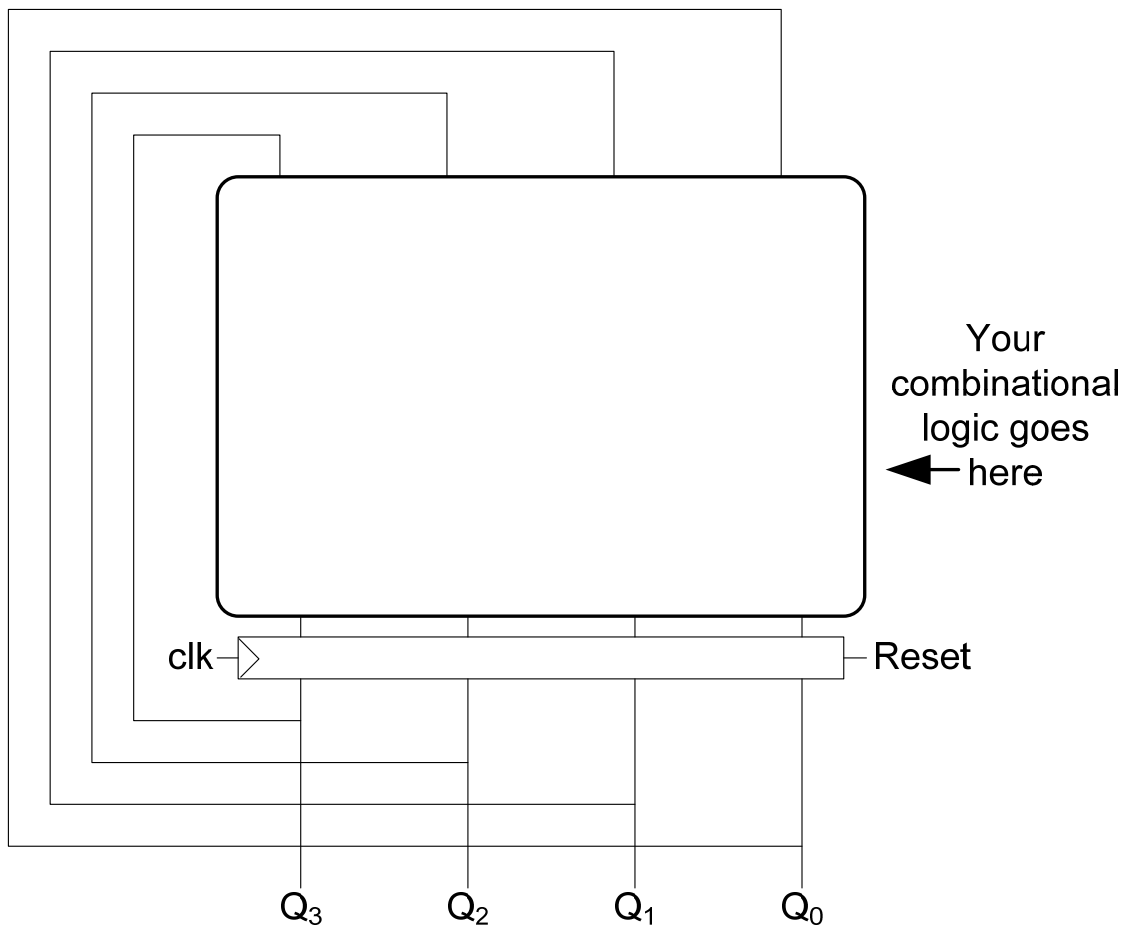 Your
combinational
logic goes
here
clk
Reset
Q3
Q2
Q1
Q0